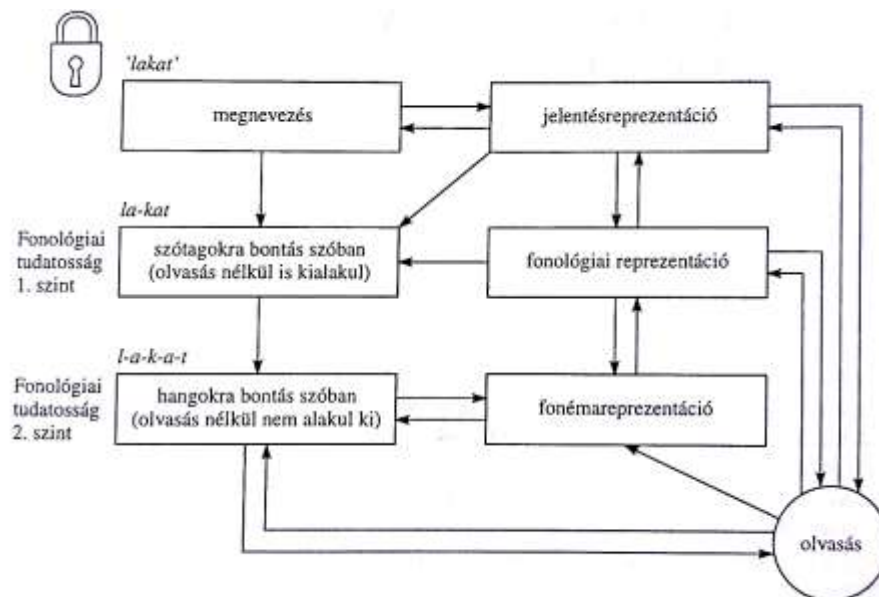 'lakat'
megnevezés
jelentésreprezentáció
la-kat
Fonológiai
tudatosság
1. szint
szótagokra bontás szóban
(olvasás nélkül is kialakul)
fonológiai reprezentáció
l-a-k-a-t
Fonológiai
tudatosság
2. szint
hangokra bontás szóban
(olvasás nélkül nem alakul ki)
fonémareprezentáció
olvasás